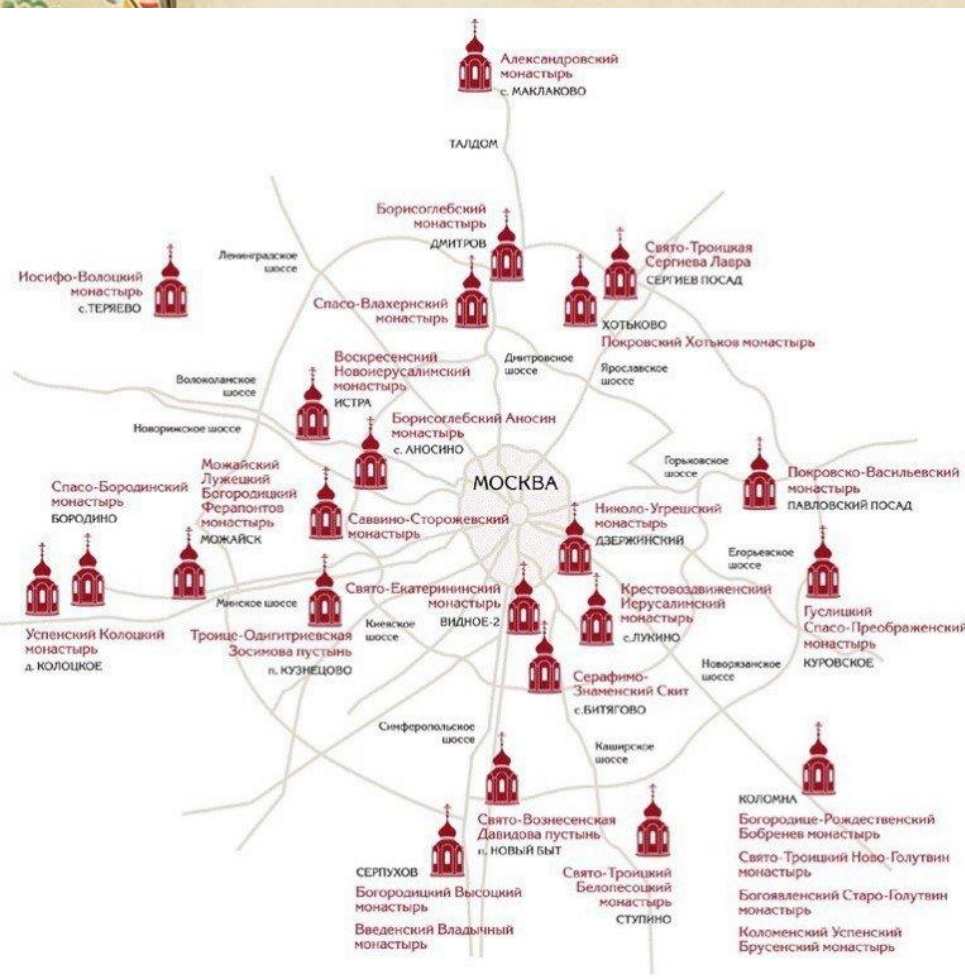 Александровский
монастырь
с. МАКЛАКОВО
ТАЛДОМ
Борисоглебский
монастырь
ДМИТРОВ
Ленинградское
шоссе
Свято-Троицкая
Сергиева Лавра
СЕРГИЕВ ПОСАД
Иосифо-Волоцкий
монастырь
с.ТЕРЯЕВО
Спасо-Влахернский
монастырь
ХОТЬКОВО
Покровский Хотьков монастырь
Воскресенский
Новоиерусалимский
монастырь
ИСТРА
Дмитровское
шоссе
Ярославское
шоссе
Волоколамское
шоссе
Новорижское шоссе
Борисоглебский Аносин
монастырь
с. АНОСИНО
Горьковское
шоссе
Покровско-Васильевский
монастырь
ПАВЛОВСКИЙ ПОСАД
МОСКВА
Спасо-Бородинский
монастырь
БОРОДИНО
Можайский
Лужецкий
Богородицкий
Ферапонтов
монастырь
МОЖАЙСК
Саввино-Сторожевский
монастырь
Николо-Угрешский
монастырь
ДЗЕРЖИНСКИЙ
Егорьевское
шоссе
Успенский Колоцкий
монастырь
д. КОЛОЦКОЕ
Минское шоссе
Троице-Одигитриевская
Зосимова пустынь
п. КУЗНЕЦОВО
Киевское
шоссе
Свято-Екатерининский
монастырь
ВИДНОЕ-2
Крестовоздвиженский
Иерусалимский
монастырь
с.ЛУКИНО
Гуслицкий
Спасо-Преображенский
монастырь
КУРОВСКОЕ
Новорязанское
шоссе
Серафимо-
Знаменский Скит
с.БИТЯГОВО
Симферопольское
шоссе
Каширское
шоссе
Свято-Вознесенская
Давидова пустынь
п. НОВЫЙ БЫТ
СЕРПУХОВ
Богородицкий Высоцкий
монастырь
Введенский Владычный
монастырь
Свято-Троицкий
Белопесоцкий
монастырь
СТУПИНО
КОЛОМНА
Богородице-Рождественский
Бобренев монастырь
Свято-Троицкий Ново-Голутвин
монастырь
Богоявленский Старо-Голутвин
монастырь
Коломенский Успенский
Брусенский монастырь